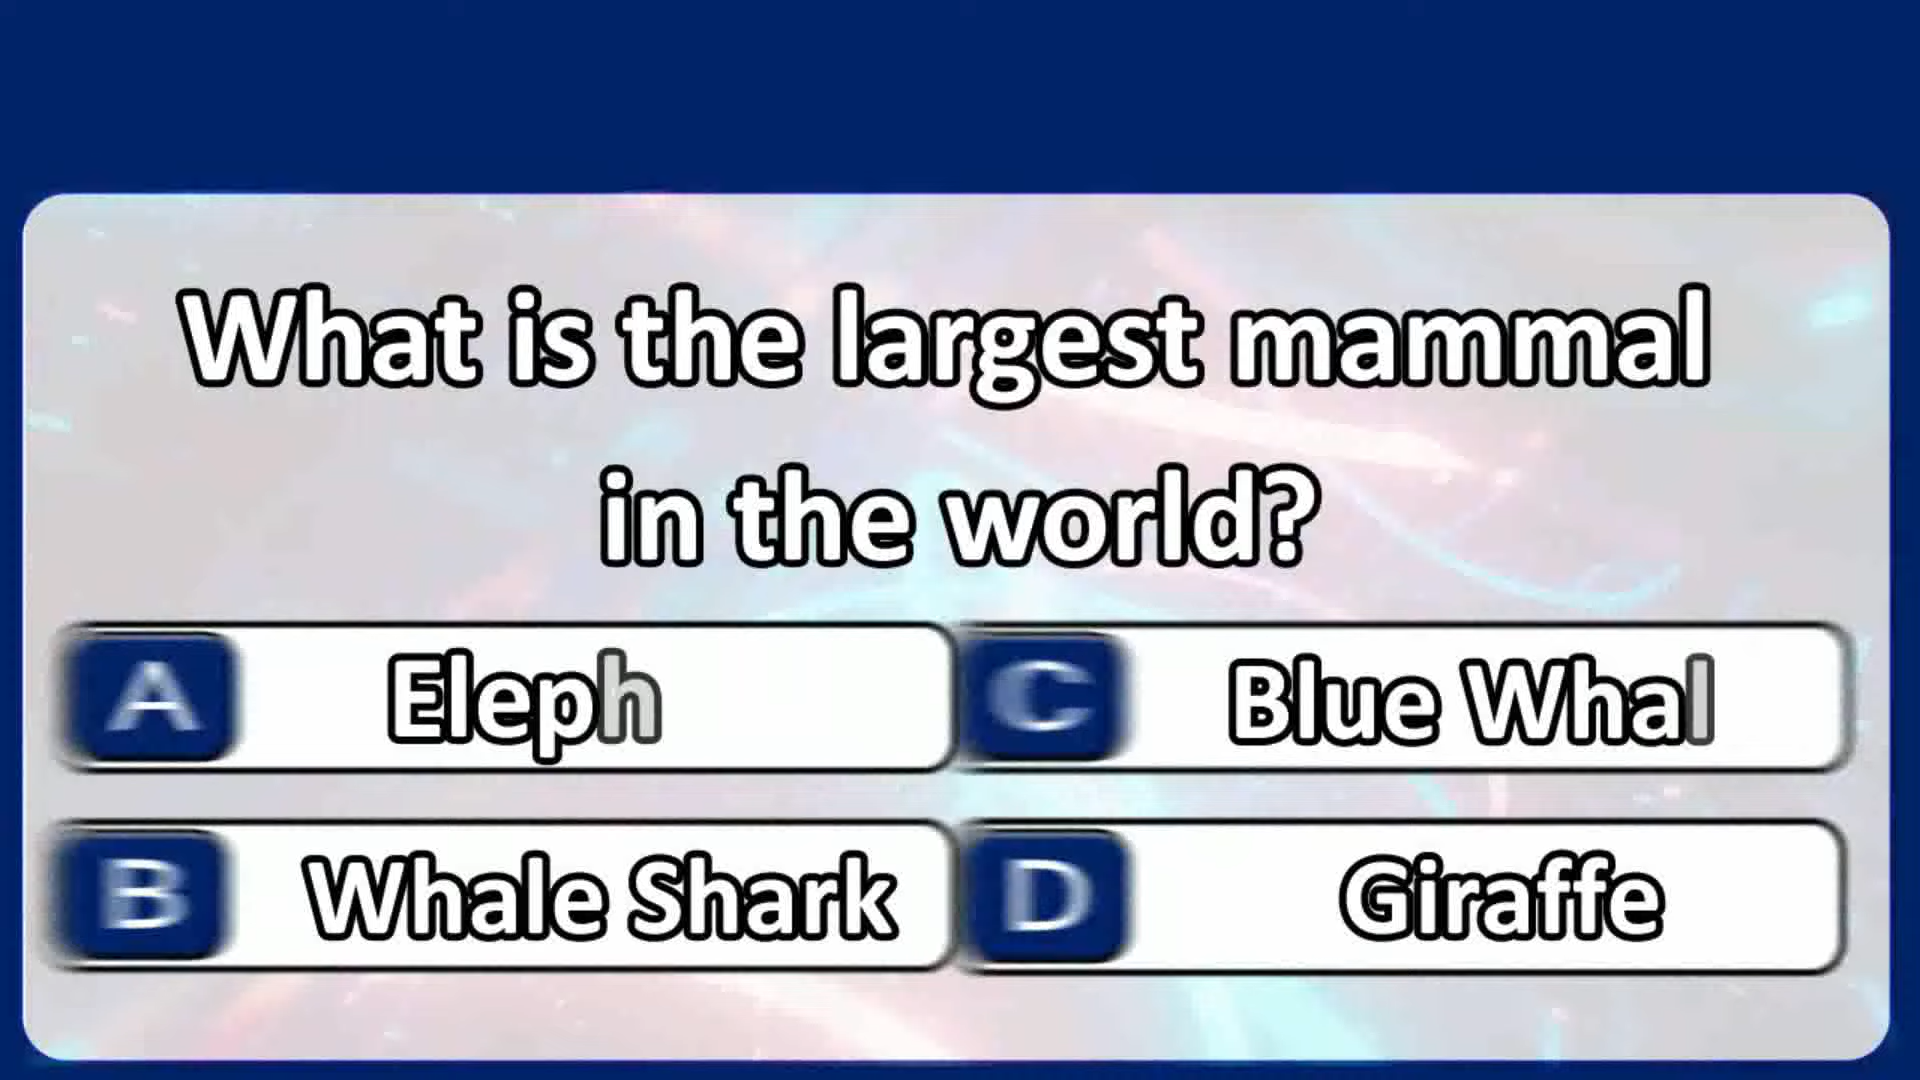 What is the largest mammal
in the world?
A Eleph
C Blue Whal
B Whale Shark
D Giraffe